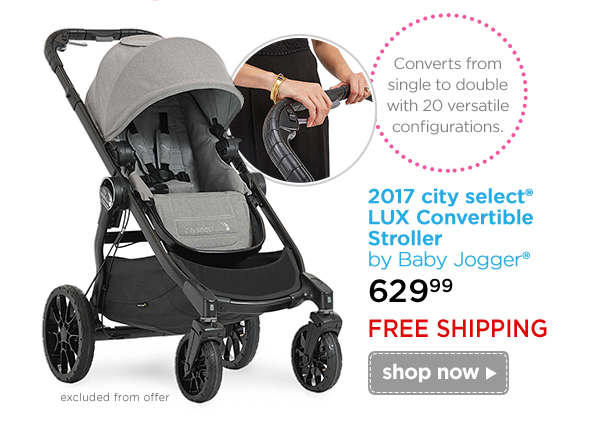 Converts from
single to double
with 20 versatile
configurations.
2017 city select®
LUX Convertible
Stroller
by Baby Jogger®
629⁹⁹
FREE SHIPPING
shop now ▶
excluded from offer